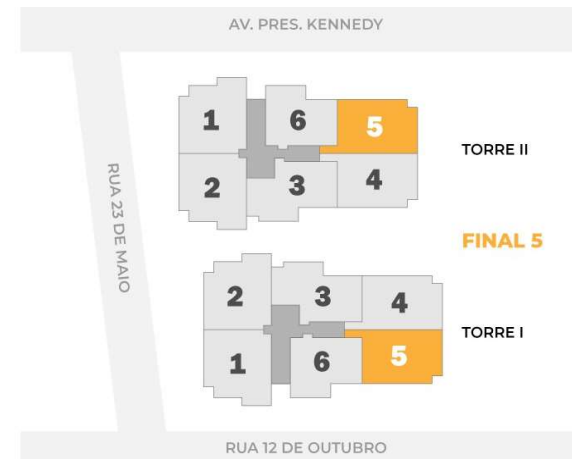 AV. PRES. KENNEDY
1
6
5
TORRE II
2
3
4
RUA 23 DE MAIO
FINAL 5
2
3
4
TORRE I
1
6
5
RUA 12 DE OUTUBRO